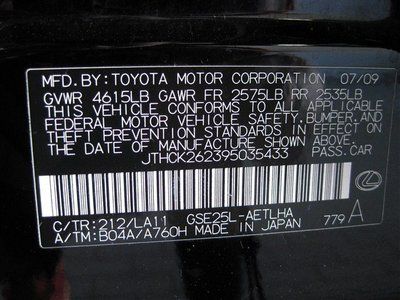 MFD.BY:TOYOTA MOTOR CORPORATION 07/09
GVWR 4615LB GAWR FR 2575LB RR 2535LB
THIS VEHICLE CONFORMS TO ALL APPLICABLE
FEDERAL MOTOR VEHICLE SAFETY,BUMPER,AND
THEFT PREVENTION STANDARDS IN EFFECT ON
THE DATE OF MANUFACTURE SHOWN ABOVE.
JTHCK262395035433 PASS.CAR
C/TR:212/LA11 GSE25L-AETLHA
A/TM:B04A/A760H MADE IN JAPAN 779 A